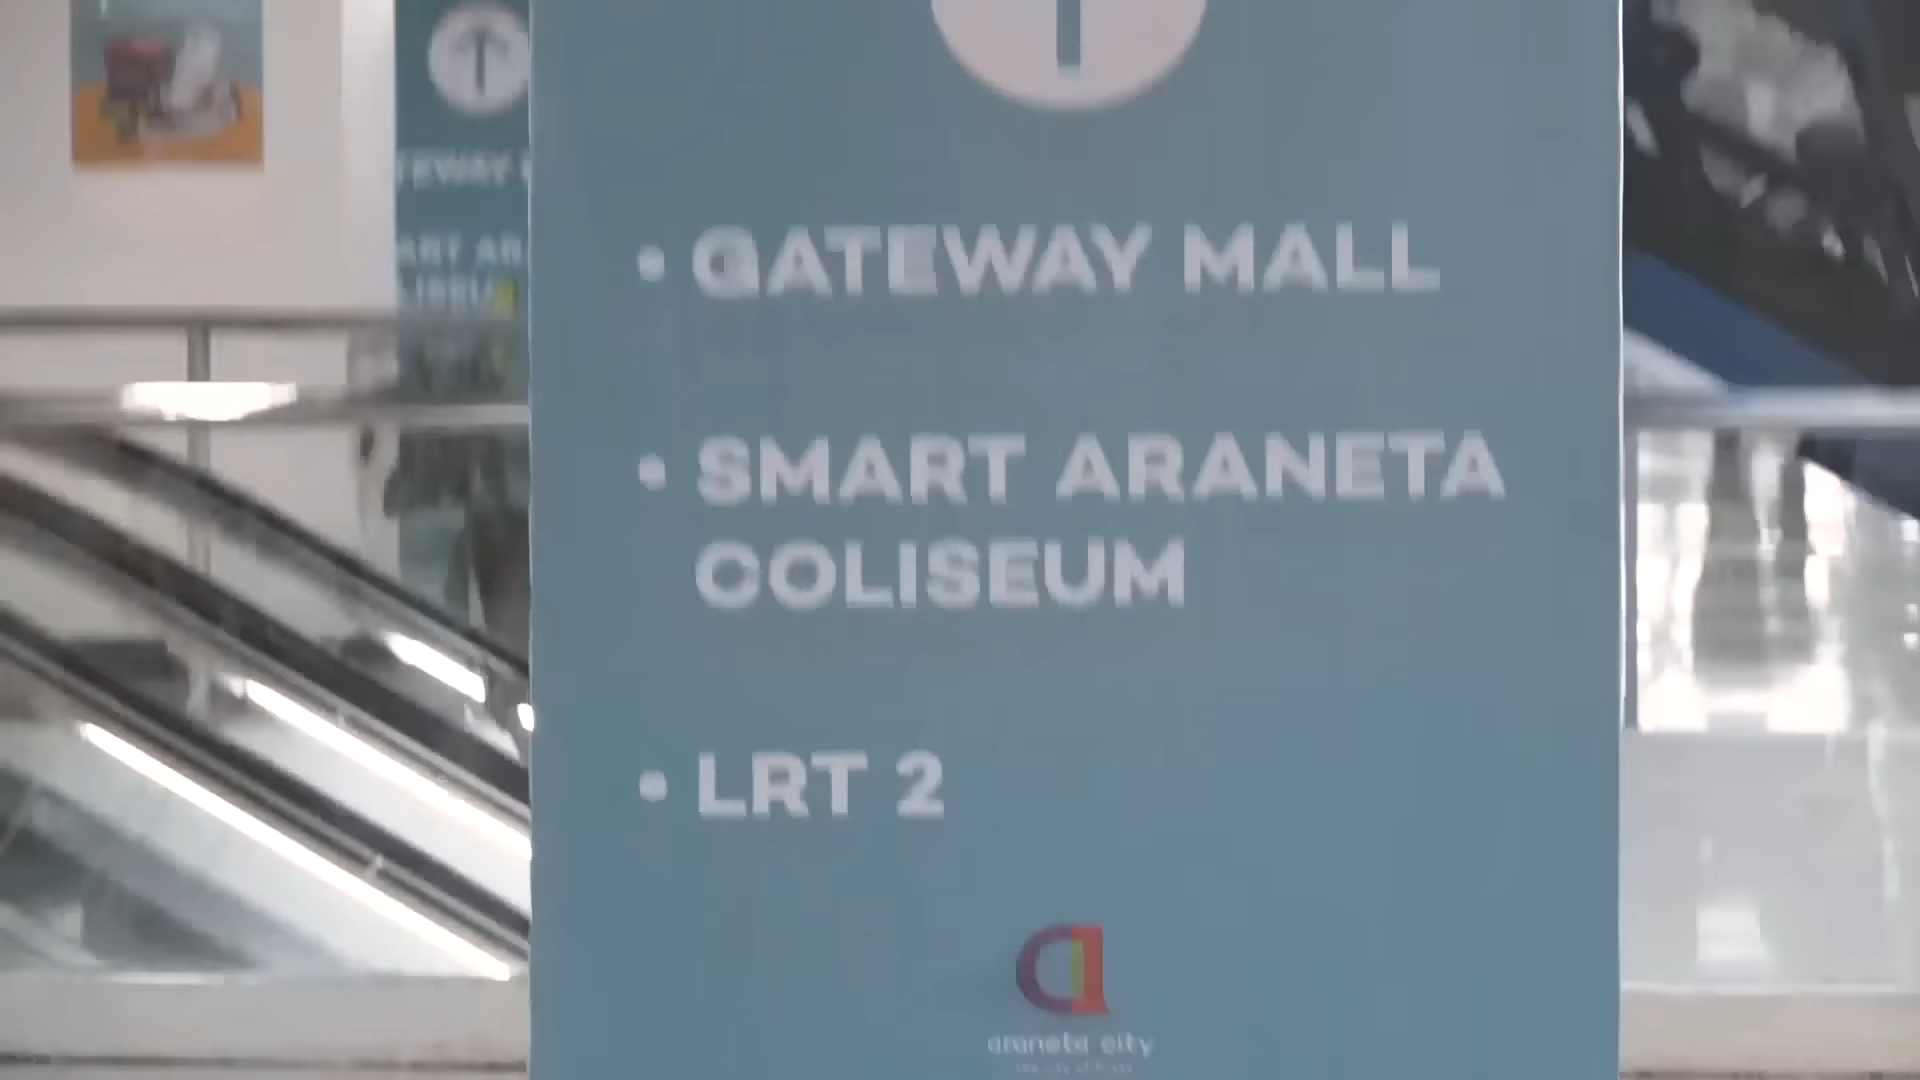 • GATEWAY MALL
• SMART ARANETA
COLISEUM
• LRT 2
araneta city